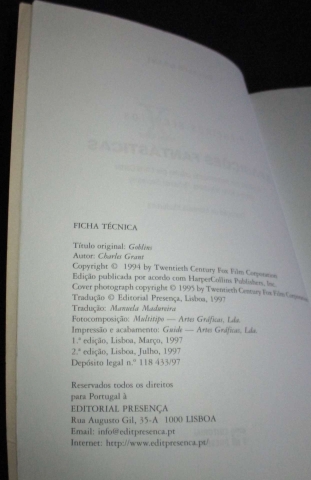 FICHA TÉCNICA
Título original: Goblins
Autor: Charles Grant
Copyright © 1994 by Twentieth Century Fox Film Corporation
Edição publicada por acordo com HarperCollins Publishers, Inc.
Cover photograph copyright © 1995 by Twentieth Century Fox Film Corporation
Tradução © Editorial Presença, Lisboa, 1997
Tradução: Manuela Madureira
Fotocomposição: Multitipo — Artes Gráficas, Lda.
Impressão e acabamento: Guide — Artes Gráficas, Lda.
1.ª edição, Lisboa, Março, 1997
2.ª edição, Lisboa, Julho, 1997
Depósito legal n.º 118 433/97
Reservados todos os direitos
para Portugal à
EDITORIAL PRESENÇA
Rua Augusto Gil, 35-A 1000 LISBOA
Email: info@editpresenca.pt
Internet: http://www.editpresenca.pt/